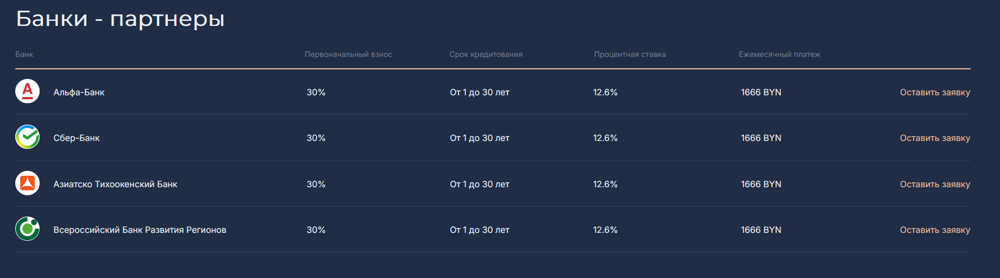 Банки - партнеры
Банк Первоначальный взнос Срок кредитования Процентная ставка Ежемесячный платеж
А Альфа-Банк 30% От 1 до 30 лет 12.6% 1666 BYN Оставить заявку
Сбер-Банк 30% От 1 до 30 лет 12.6% 1666 BYN Оставить заявку
Азиатско Тихоокенский Банк 30% От 1 до 30 лет 12.6% 1666 BYN Оставить заявку
Всероссийский Банк Развития Регионов 30% От 1 до 30 лет 12.6% 1666 BYN Оставить заявку